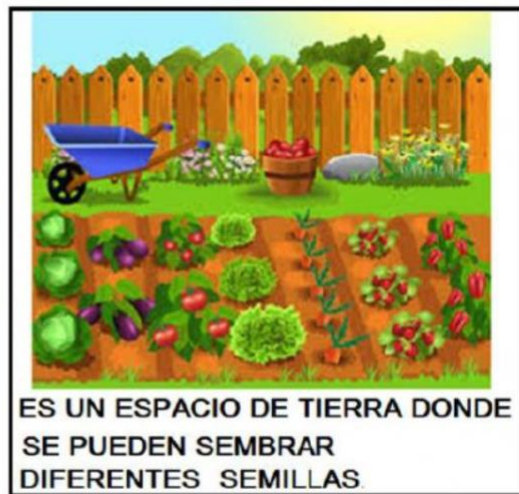 ES UN ESPACIO DE TIERRA DONDE
SE PUEDEN SEMBRAR
DIFERENTES SEMILLAS.